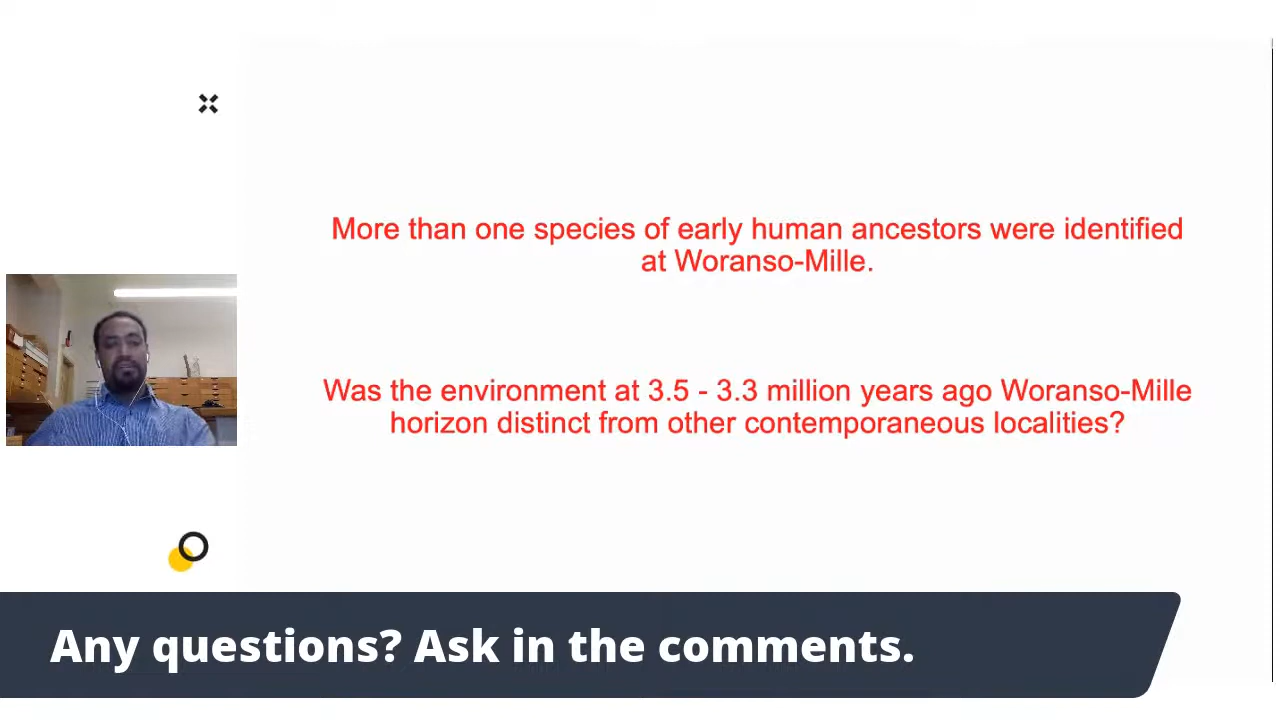 More than one species of early human ancestors were identified
at Woranso-Mille.
Was the environment at 3.5 - 3.3 million years ago Woranso-Mille
horizon distinct from other contemporaneous localities?
Any questions? Ask in the comments.